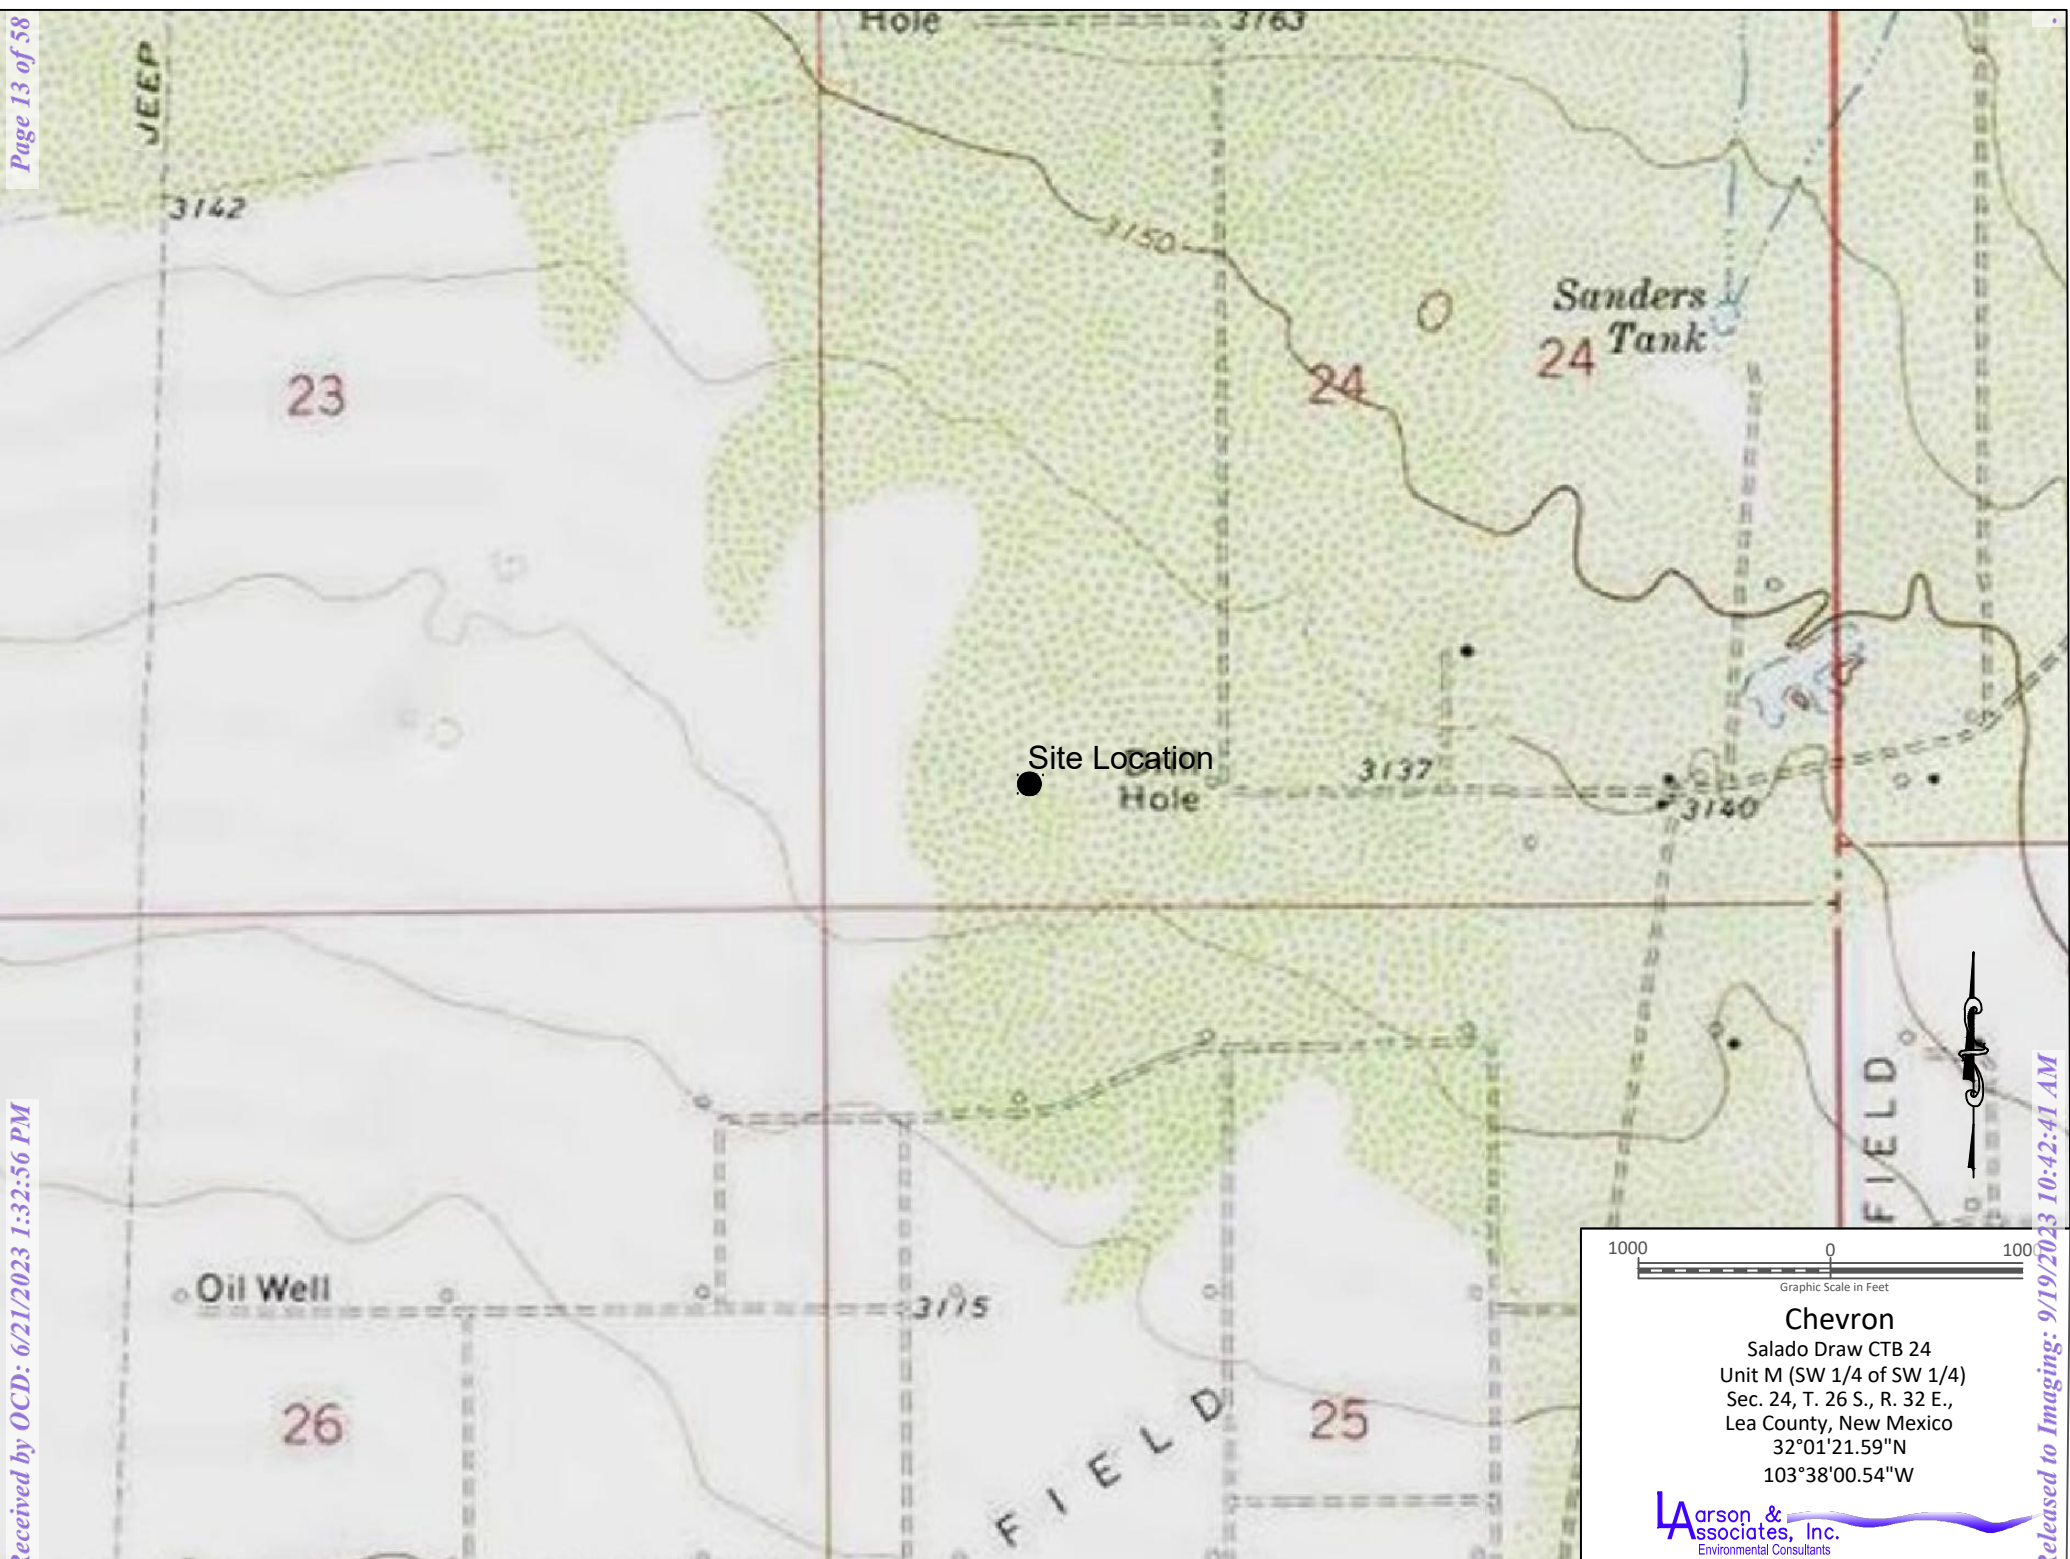 Page 13 of 58
Hole
3163
JEEP
3142
3150
Sanders
Tank
23
24
24
Site Location
Drill
Hole
3137
3140
FIELD
Oil Well
3175
26
25
FIELD
1000 0 1000
Graphic Scale in Feet
Chevron
Salado Draw CTB 24
Unit M (SW 1/4 of SW 1/4)
Sec. 24, T. 26 S., R. 32 E.,
Lea County, New Mexico
32°01'21.59"N
103°38'00.54"W
Larson &
Associates, Inc.
Environmental Consultants
Received by OCD: 6/21/2023 1:32:56 PM
Released to Imaging: 9/19/2023 10:42:41 AM